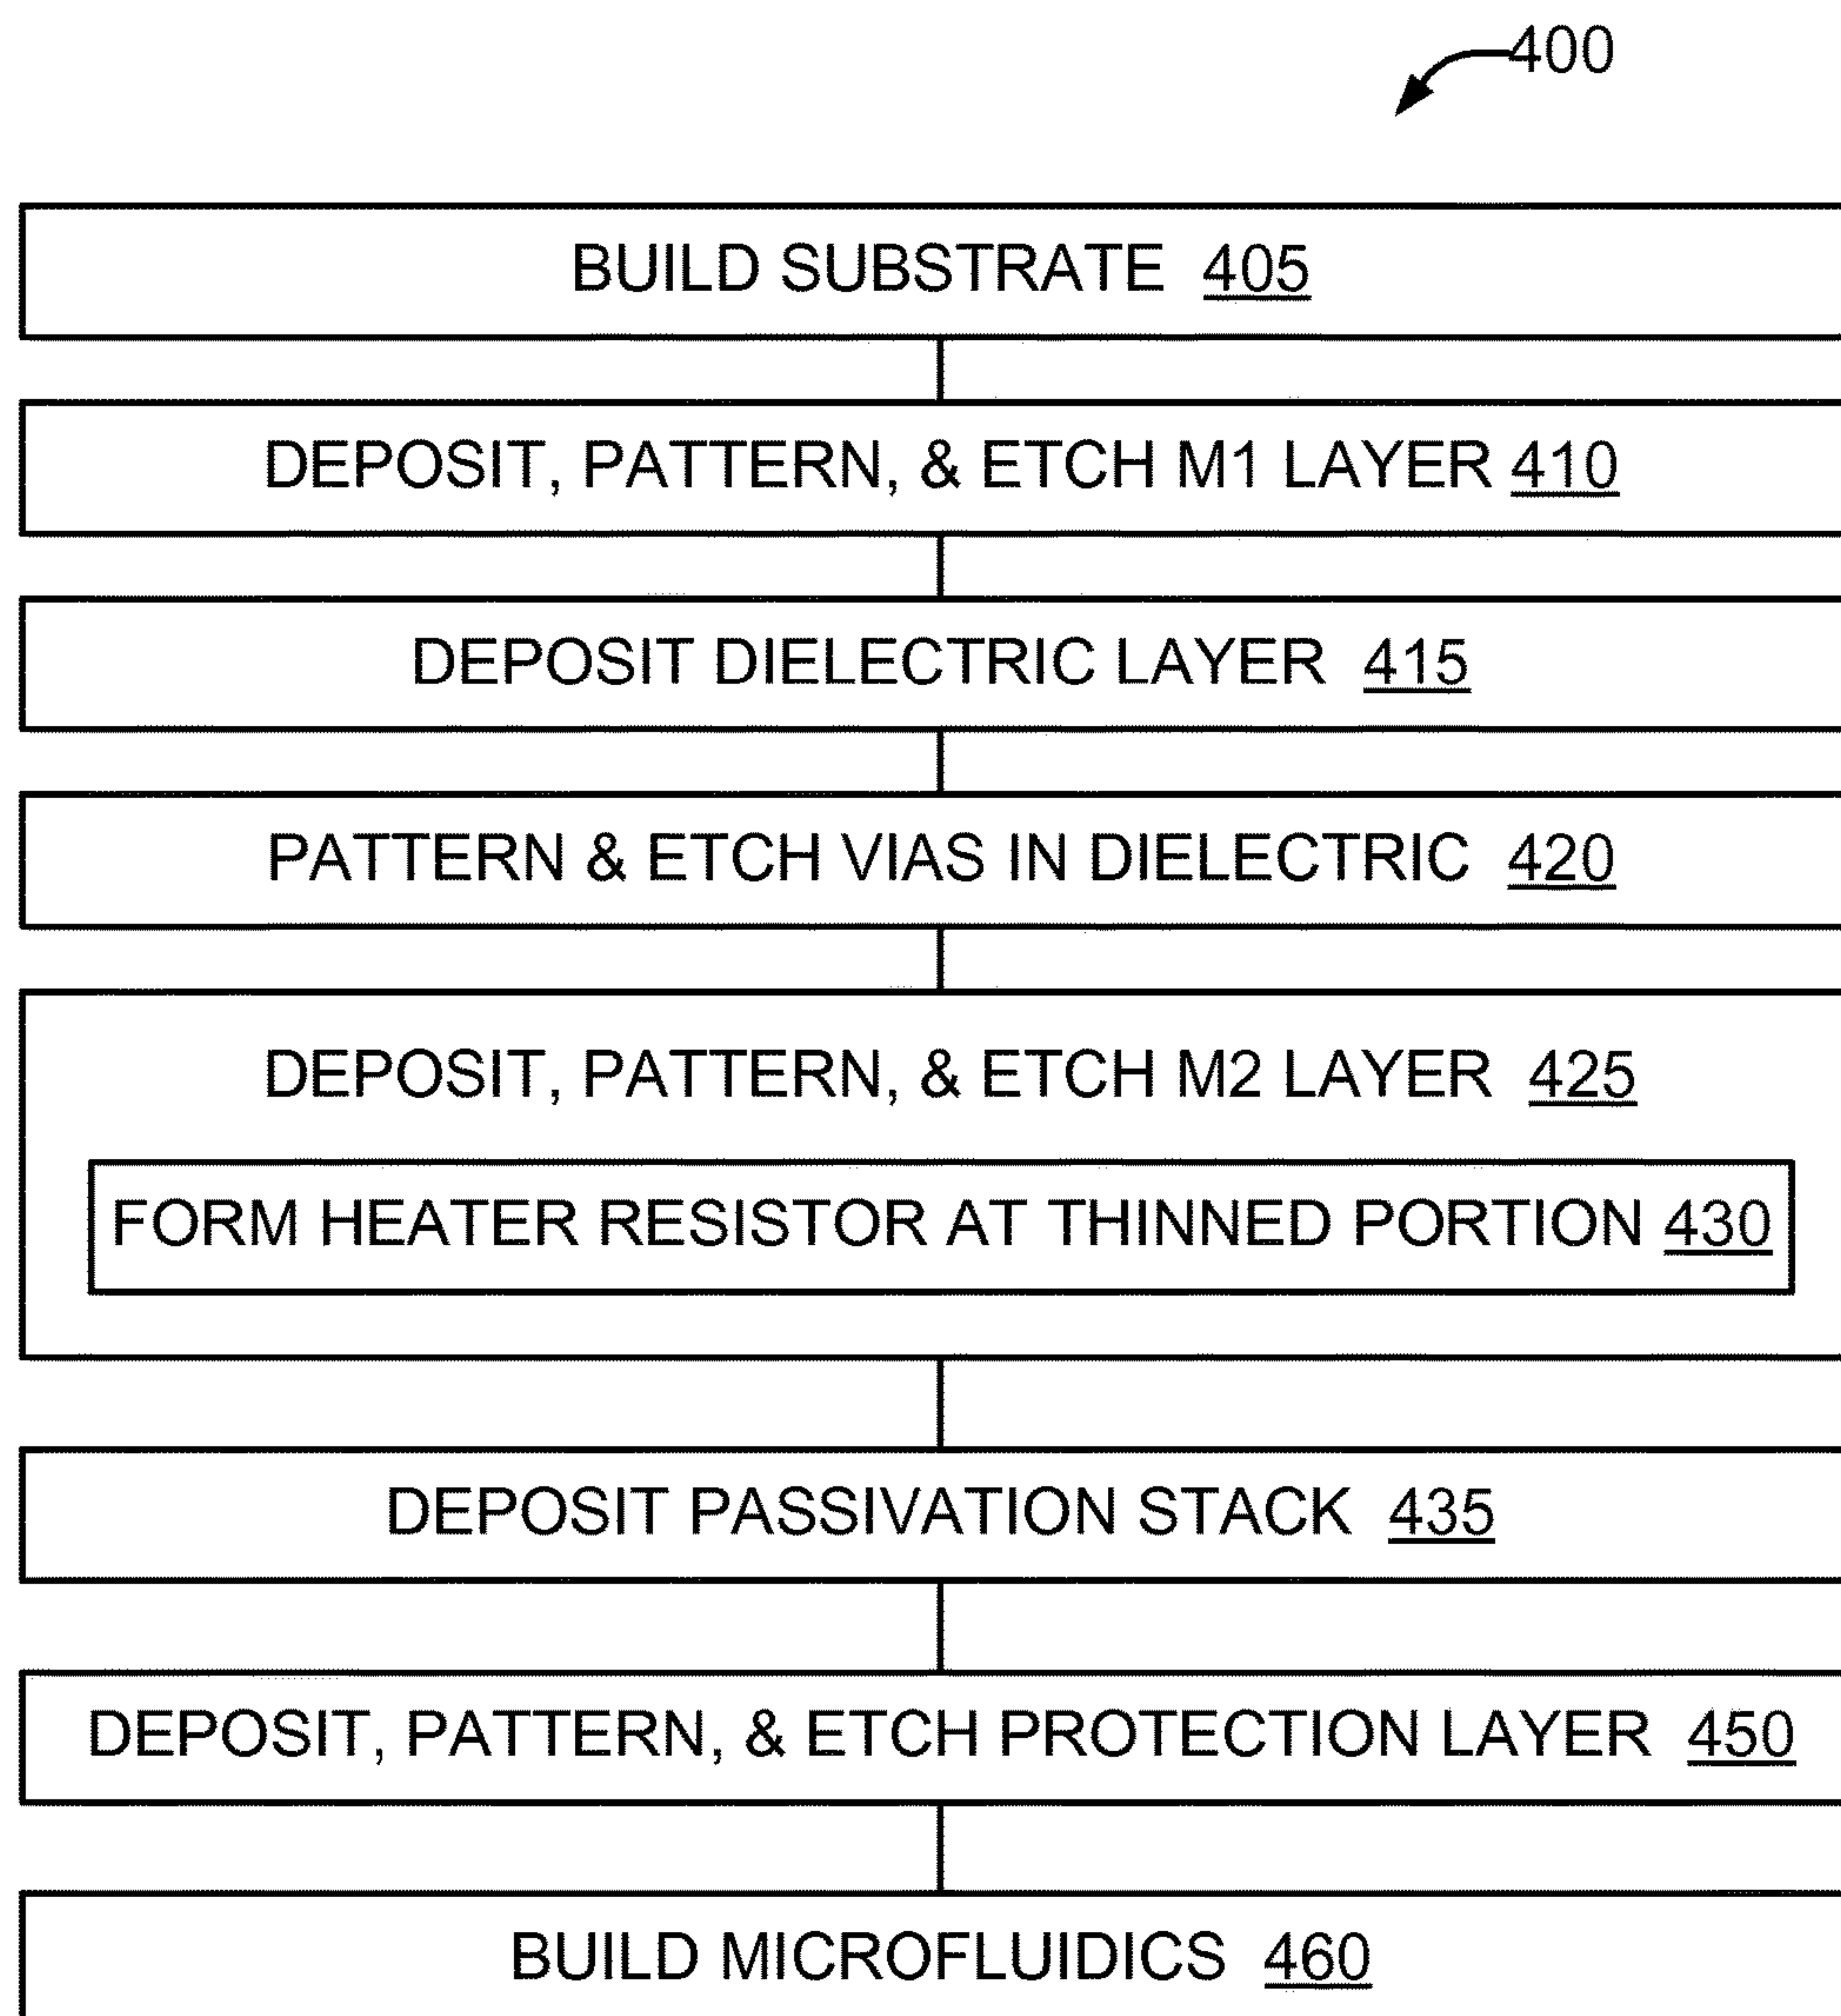 400
BUILD SUBSTRATE 405
DEPOSIT, PATTERN, & ETCH M1 LAYER 410
DEPOSIT DIELECTRIC LAYER 415
PATTERN & ETCH VIAS IN DIELECTRIC 420
DEPOSIT, PATTERN, & ETCH M2 LAYER 425
FORM HEATER RESISTOR AT THINNED PORTION 430
DEPOSIT PASSIVATION STACK 435
DEPOSIT, PATTERN, & ETCH PROTECTION LAYER 450
BUILD MICROFLUIDICS 460